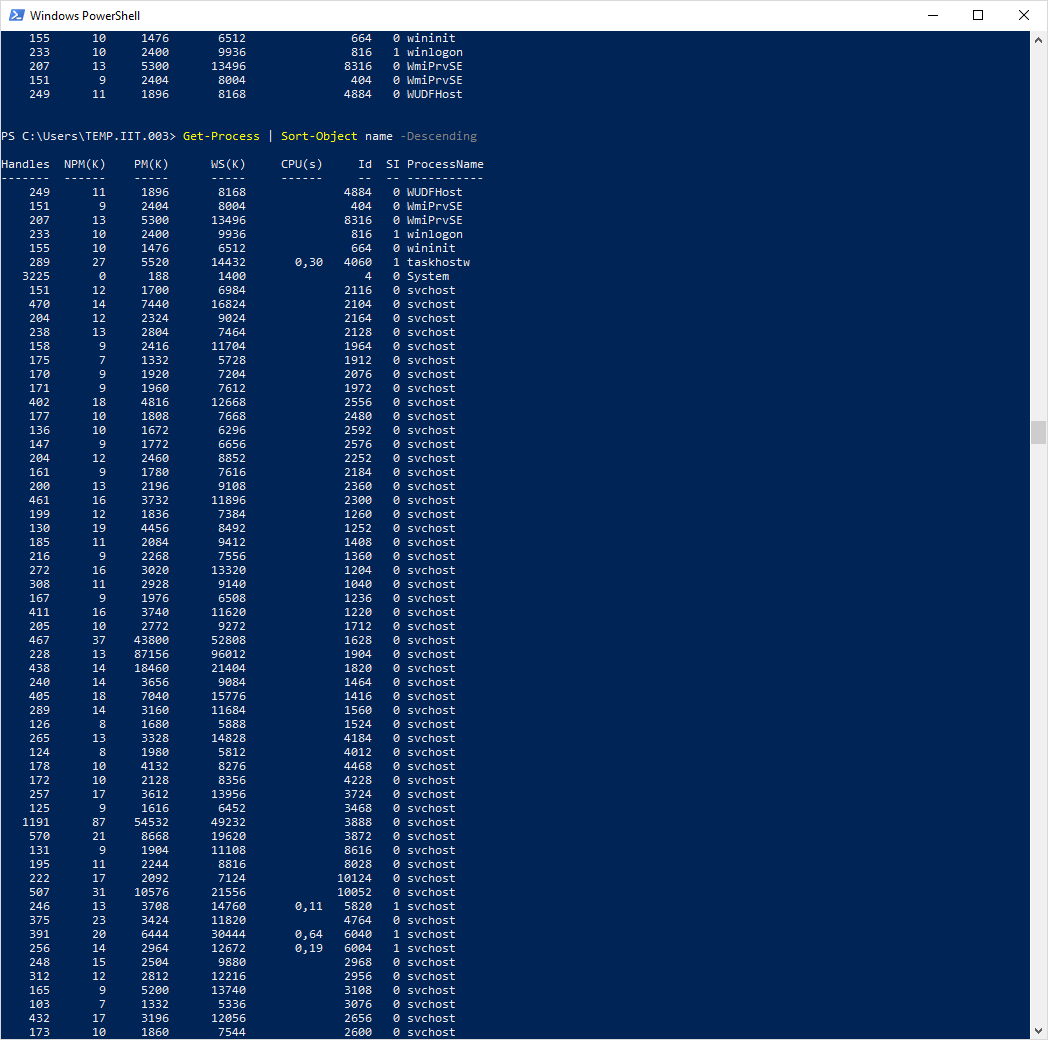 Windows PowerShell
155 10 1476 6512 664 0 wininit
233 10 2400 9936 816 1 winlogon
207 13 5300 13496 8316 0 WmiPrvSE
151 9 2404 8004 404 0 WmiPrvSE
249 11 1896 8168 4884 0 WUDFHost
PS C:\Users\TEMP.IIT.003> Get-Process | Sort-Object name -Descending
Handles NPM(K) PM(K) WS(K) CPU(s) Id SI ProcessName
------- ------ ----- ----- ------ -- -- -----------
249 11 1896 8168 4884 0 WUDFHost
151 9 2404 8004 404 0 WmiPrvSE
207 13 5300 13496 8316 0 WmiPrvSE
233 10 2400 9936 816 1 winlogon
155 10 1476 6512 664 0 wininit
289 27 5520 14432 0,30 4060 1 taskhostw
3225 0 188 1400 4 0 System
151 12 1700 6984 2116 0 svchost
470 14 7440 16824 2104 0 svchost
204 12 2324 9024 2164 0 svchost
238 13 2804 7464 2128 0 svchost
158 9 2416 11704 1964 0 svchost
175 7 1332 5728 1912 0 svchost
170 9 1920 7204 2076 0 svchost
171 9 1960 7612 1972 0 svchost
402 18 4816 12668 2556 0 svchost
177 10 1808 7668 2480 0 svchost
136 10 1672 6296 2592 0 svchost
147 9 1772 6656 2576 0 svchost
204 12 2460 8852 2252 0 svchost
161 9 1780 7616 2184 0 svchost
200 13 2196 9108 2360 0 svchost
461 16 3732 11896 2300 0 svchost
199 12 1836 7384 1260 0 svchost
130 19 4456 8492 1252 0 svchost
185 11 2084 9412 1408 0 svchost
216 9 2268 7556 1360 0 svchost
272 16 3020 13320 1204 0 svchost
308 11 2928 9140 1040 0 svchost
167 9 1976 6508 1236 0 svchost
411 16 3740 11620 1220 0 svchost
205 10 2772 9272 1712 0 svchost
467 37 43800 52808 1628 0 svchost
228 13 87156 96012 1904 0 svchost
438 14 18460 21404 1820 0 svchost
240 14 3656 9084 1464 0 svchost
405 18 7040 15776 1416 0 svchost
289 14 3160 11684 1560 0 svchost
126 8 1680 5888 1524 0 svchost
265 13 3328 14828 4184 0 svchost
124 8 1980 5812 4012 0 svchost
178 10 4132 8276 4468 0 svchost
172 10 2128 8356 4228 0 svchost
257 17 3612 13956 3724 0 svchost
125 9 1616 6452 3468 0 svchost
1191 87 54532 49232 3888 0 svchost
570 21 8668 19620 3872 0 svchost
131 9 1904 11108 8616 0 svchost
195 11 2244 8816 8028 0 svchost
222 17 2092 7124 10124 0 svchost
507 31 10576 21556 10052 0 svchost
246 13 3708 14760 0,11 5820 1 svchost
375 23 3424 11820 4764 0 svchost
391 20 6444 30444 0,64 6040 1 svchost
256 14 2964 12672 0,19 6004 1 svchost
248 15 2504 9880 2968 0 svchost
312 12 2812 12216 2956 0 svchost
165 9 5200 13740 3108 0 svchost
103 7 1332 5336 3076 0 svchost
432 17 3196 12056 2656 0 svchost
173 10 1860 7544 2600 0 svchost